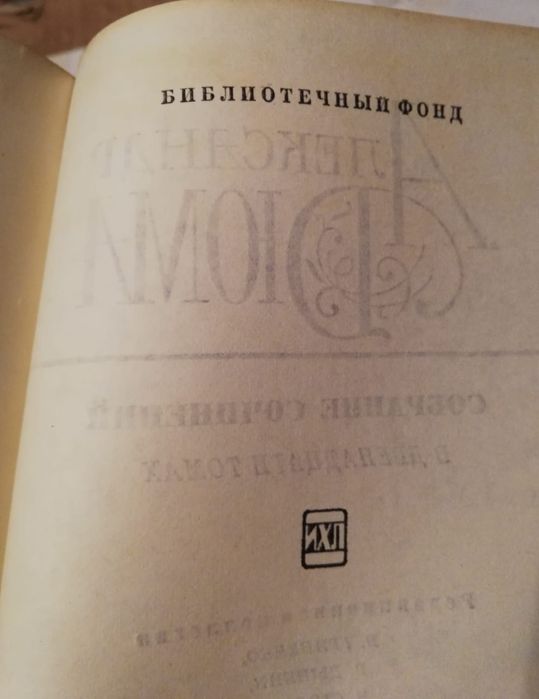 БИБЛИОТЕЧНЫЙ ФОНД
АЛЕКСАНДР
ДЮМА
СОБРАНИЕ СОЧИНЕНИЙ
В ДВЕНАДЦАТИ ТОМАХ
ИХЛ